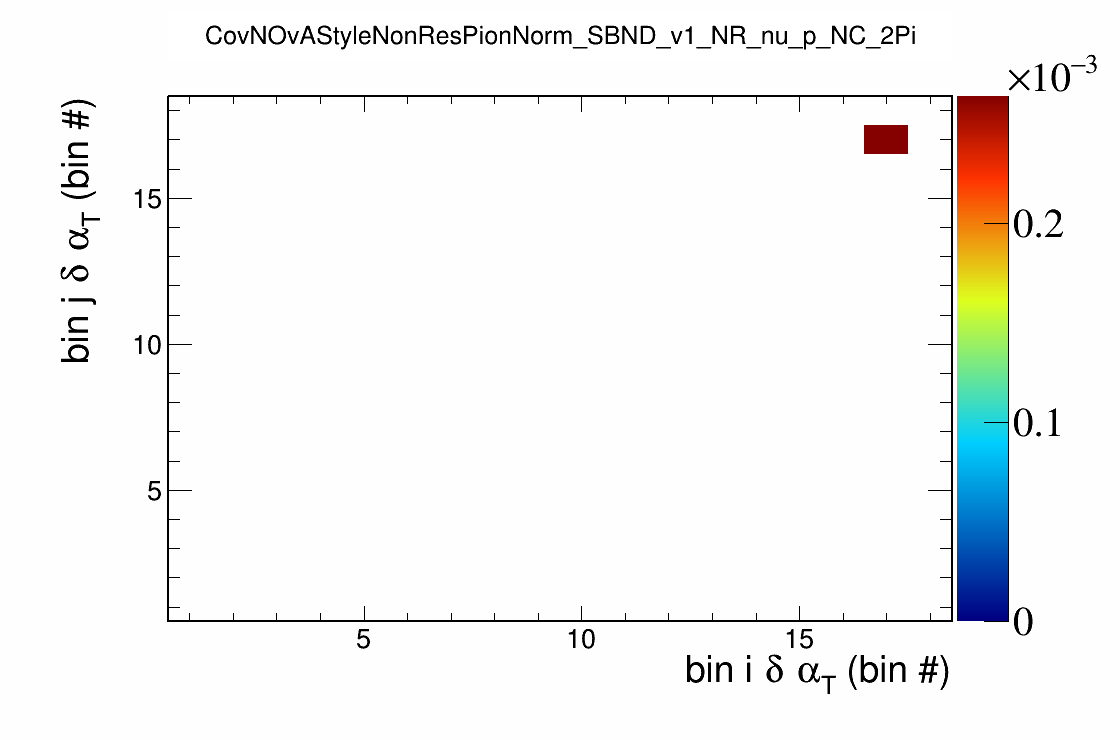 CovNOvAStyleNonResPionNorm_SBND_v1_NR_nu_p_NC_2Pi
×10⁻³
bin j δ α_T (bin #)
15
10
5
0.2
0.1
0
5 10 15
bin i δ α_T (bin #)